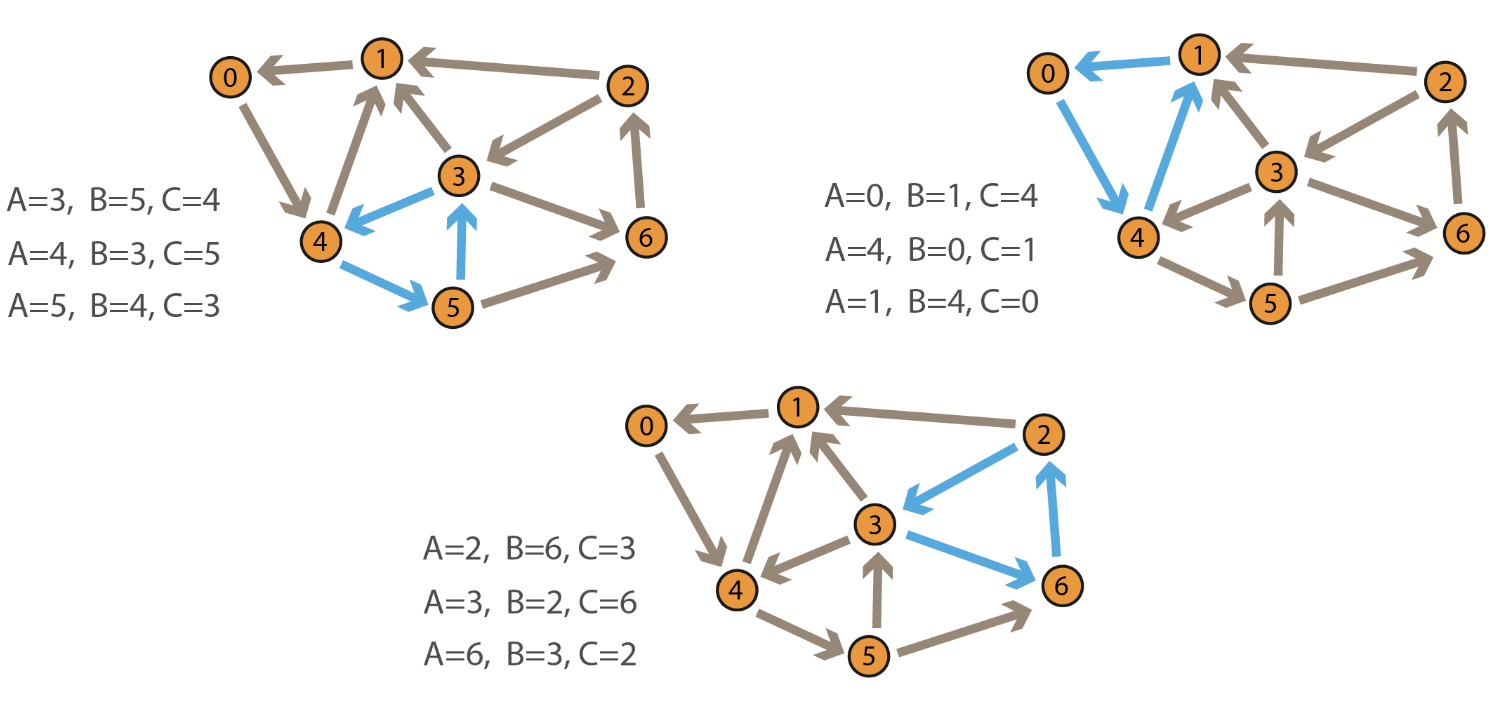 0
1
2
3
4
5
6
A=3, B=5, C=4
A=4, B=3, C=5
A=5, B=4, C=3
0
1
2
3
4
5
6
A=0, B=1, C=4
A=4, B=0, C=1
A=1, B=4, C=0
0
1
2
3
4
5
6
A=2, B=6, C=3
A=3, B=2, C=6
A=6, B=3, C=2